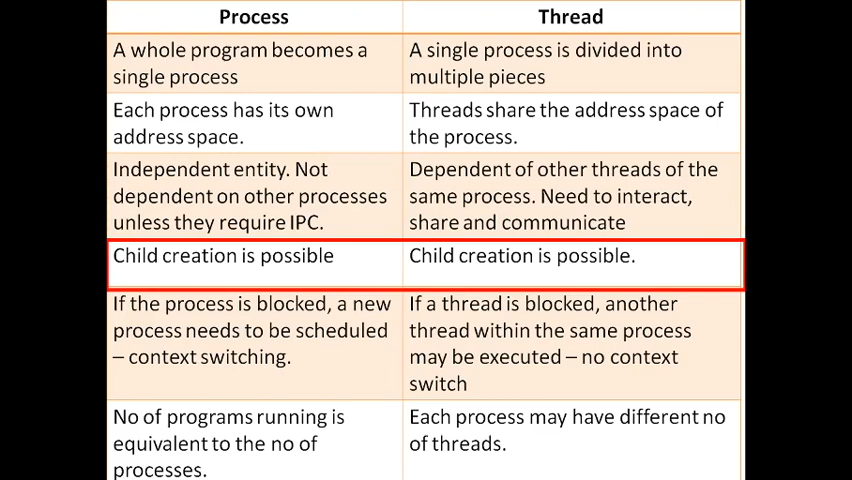 Process
Thread
A whole program becomes a
single process
A single process is divided into
multiple pieces
Each process has its own
address space.
Threads share the address space of
the process.
Independent entity. Not
dependent on other processes
unless they require IPC.
Dependent of other threads of the
same process. Need to interact,
share and communicate
Child creation is possible
Child creation is possible.
If the process is blocked, a new
process needs to be scheduled
– context switching.
If a thread is blocked, another
thread within the same process
may be executed – no context
switch
No of programs running is
equivalent to the no of
processes.
Each process may have different no
of threads.